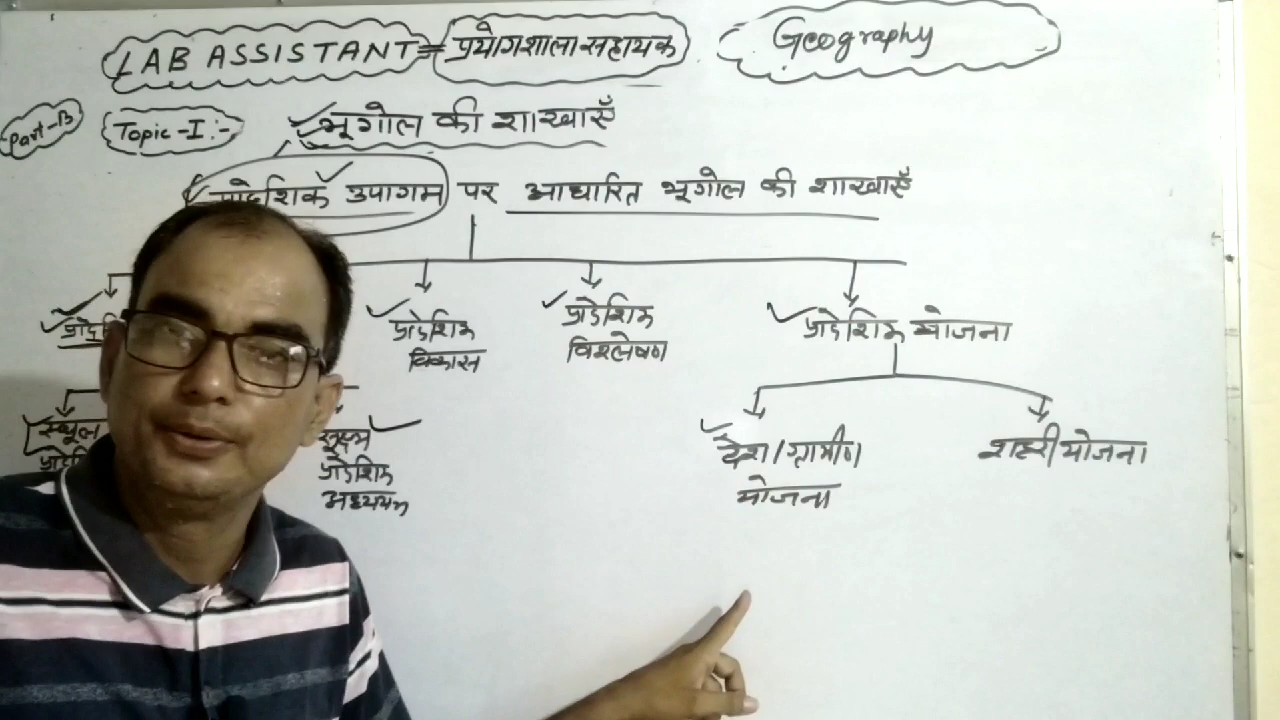 LAB ASSISTANT = प्रयोगशाला सहायक
Geography
Part-B
Topic-I :-
भूगोल की शाखाएँ
उपागम पर आधारित भूगोल की शाखाएँ
प्रादेशिक
विकास
प्रादेशिक
विश्लेषण
प्रादेशिक योजना
स्थूल
सूक्ष्म
प्रादेशिक
अध्ययन
देश/ग्रामीण
योजना
शहरी योजना